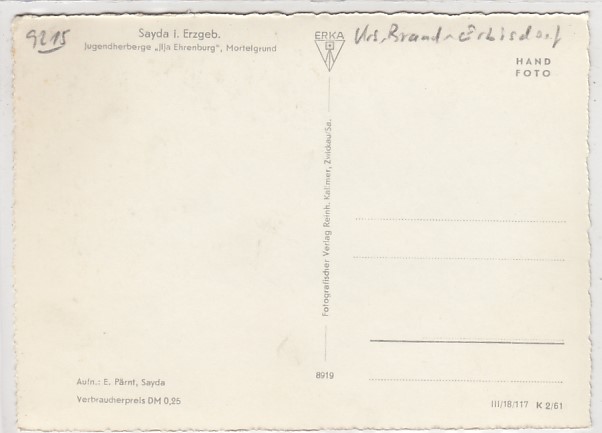 9215
Sayda i. Erzgeb.
Jugendherberge „Ilja Ehrenburg", Mortelgrund
ERKA
Krs. Brand-Erbisdorf
HAND
FOTO
Fotografischer Verlag Reinh. Kallmer, Zwickau/Sa.
8919
Aufn.: E. Pärnt, Sayda
Verbraucherpreis DM 0,25
III/18/117 K 2/61